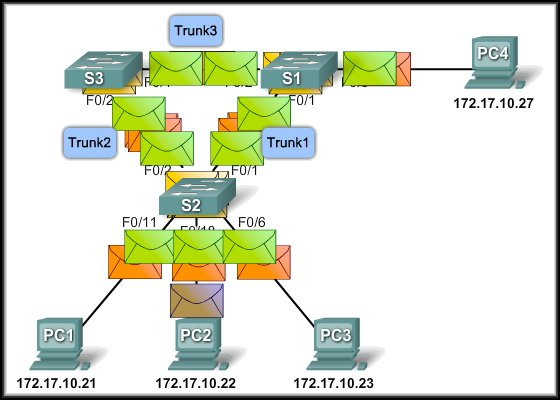 Trunk3
S3
S1
PC4
F0/2
F0/1
172.17.10.27
Trunk2
Trunk1
F0/2
F0/1
S2
F0/11
F0/6
PC1
PC2
PC3
172.17.10.21
172.17.10.22
172.17.10.23